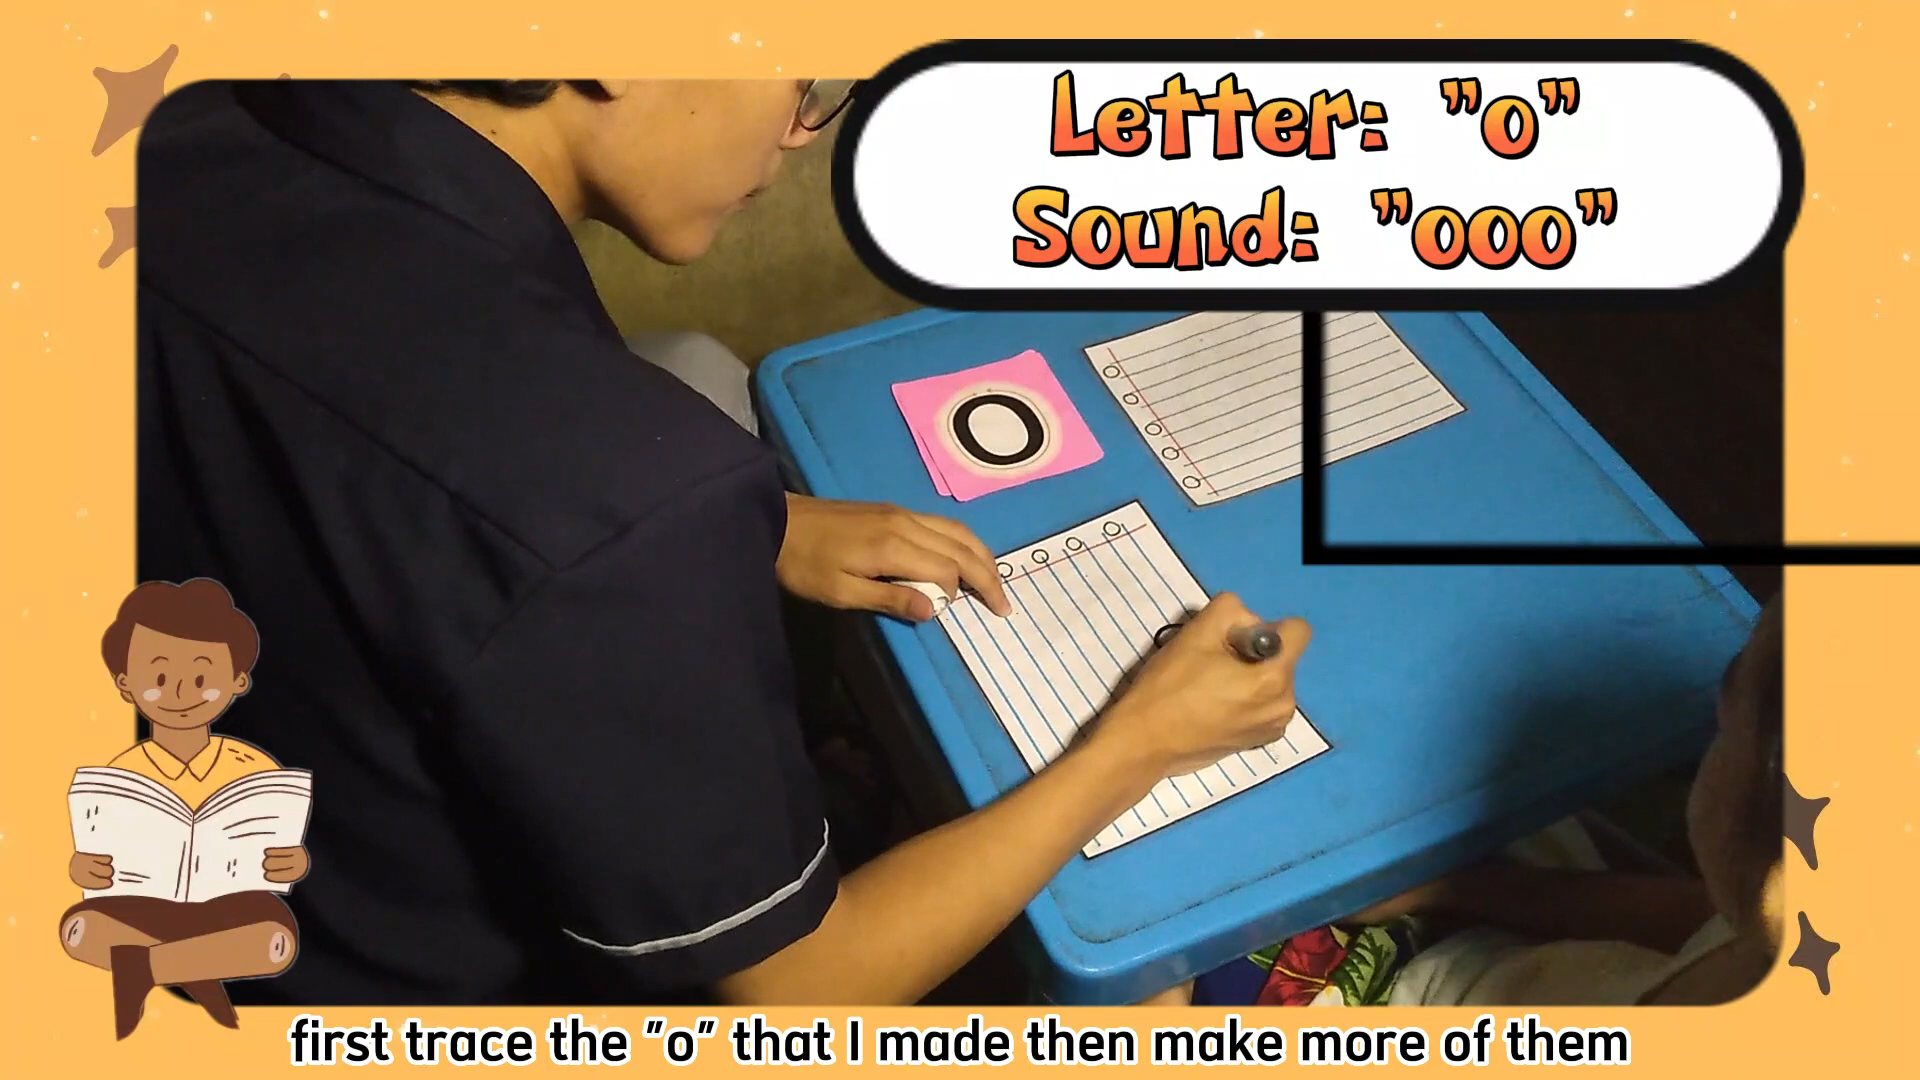 Letter: "o"
Sound: "ooo"
O
O
O
O
O
O
O
O
O
O
first trace the "o" that I made then make more of them